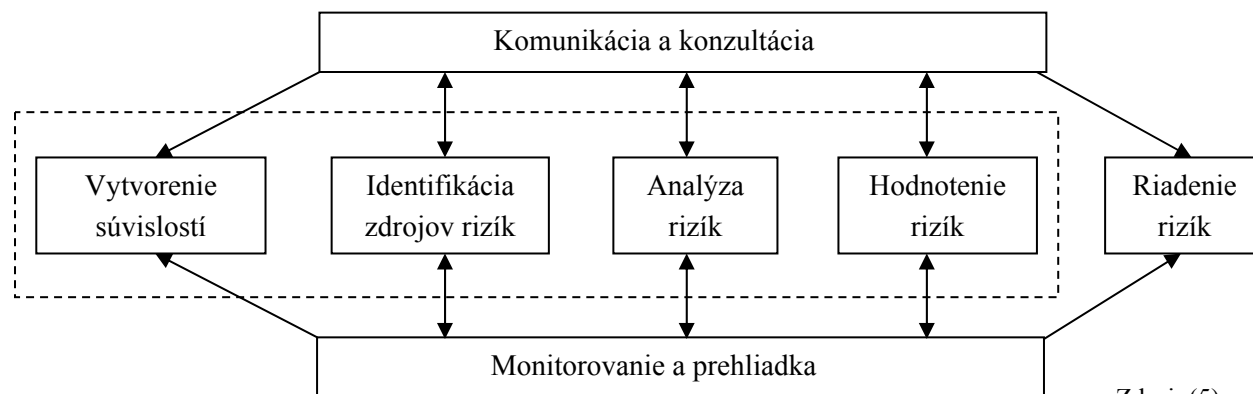 Komunikácia a konzultácia
Vytvorenie
súvislostí
Identifikácia
zdrojov rizík
Analýza
rizík
Hodnotenie
rizík
Riadenie
rizík
Monitorovanie a prehliadka